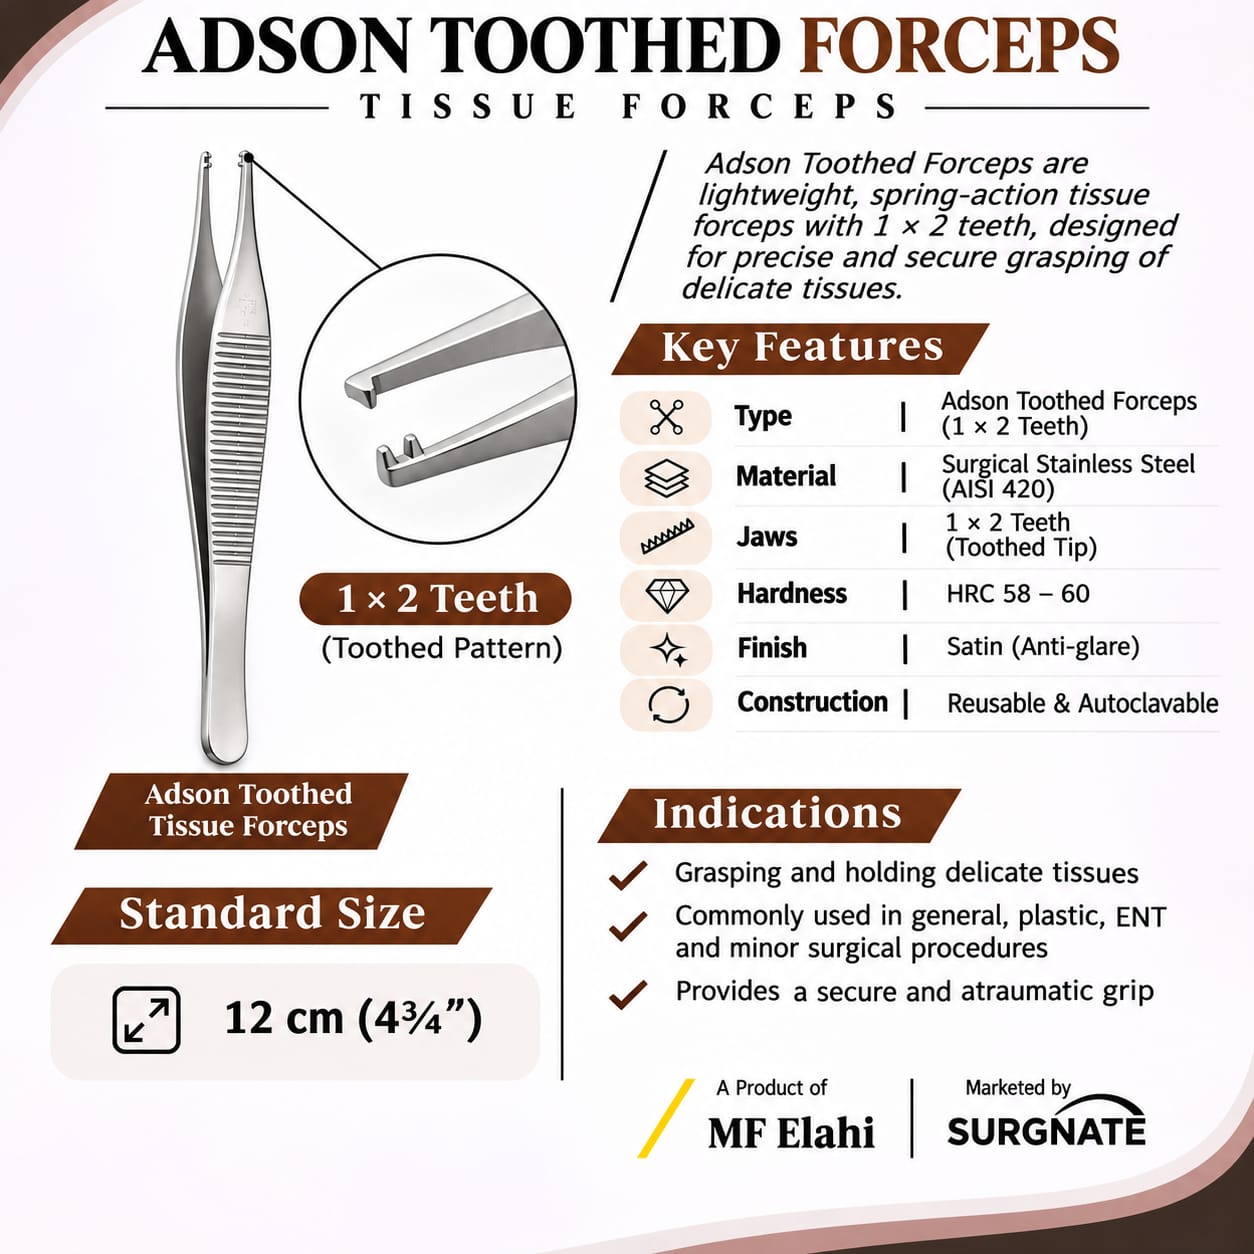 ADSON TOOTHED FORCEPS
TISSUE FORCEPS
Adson Toothed Forceps are
lightweight, spring-action tissue
forceps with 1 × 2 teeth, designed
for precise and secure grasping of
delicate tissues.
Key Features
Type | Adson Toothed Forceps
(1 × 2 Teeth)
Material | Surgical Stainless Steel
(AISI 420)
Jaws | 1 × 2 Teeth
(Toothed Tip)
Hardness | HRC 58 – 60
Finish | Satin (Anti-glare)
Construction | Reusable & Autoclavable
1 × 2 Teeth
(Toothed Pattern)
Adson Toothed
Tissue Forceps
Standard Size
12 cm (4¾”)
Indications
Grasping and holding delicate tissues
Commonly used in general, plastic, ENT
and minor surgical procedures
Provides a secure and atraumatic grip
A Product of
MF Elahi
Marketed by
SURGNATE